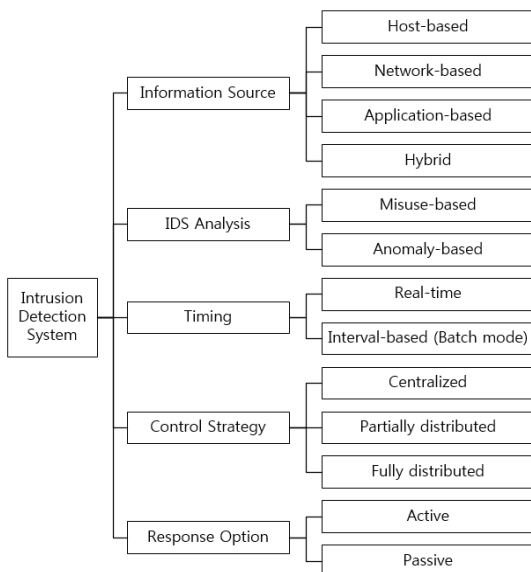 Intrusion
Detection
System
Information Source
Host-based
Network-based
Application-based
Hybrid
IDS Analysis
Misuse-based
Anomaly-based
Timing
Real-time
Interval-based (Batch mode)
Control Strategy
Centralized
Partially distributed
Fully distributed
Response Option
Active
Passive